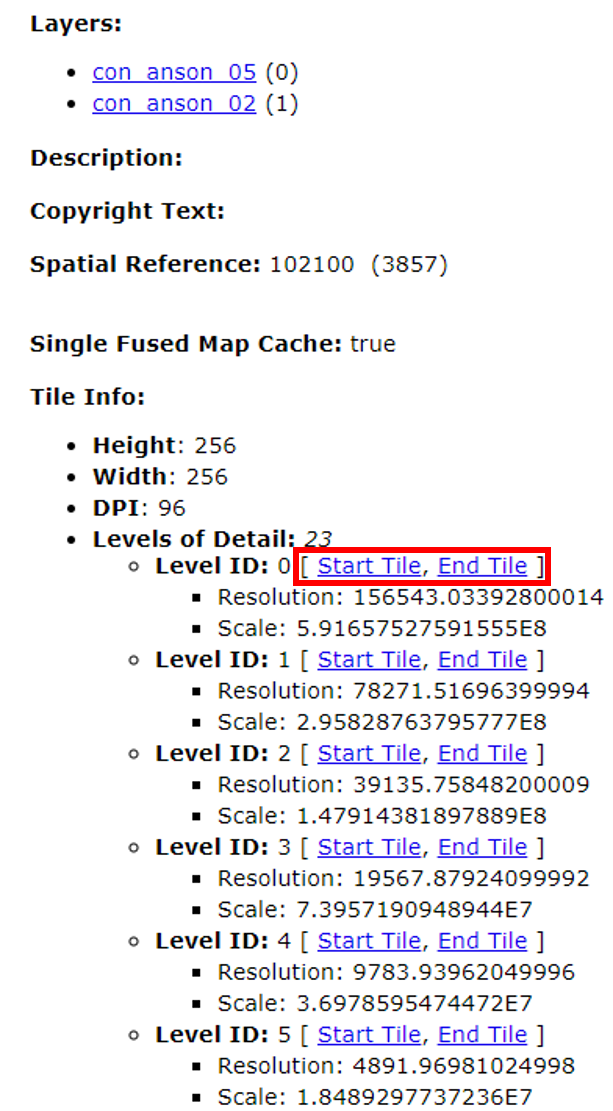 Layers:
con_anson_05 (0)
con_anson_02 (1)
Description:
Copyright Text:
Spatial Reference: 102100 (3857)
Single Fused Map Cache: true
Tile Info:
Height: 256
Width: 256
DPI: 96
Levels of Detail: 23
Level ID: 0 [ Start Tile, End Tile ]
Resolution: 156543.03392800014
Scale: 5.91657527591555E8
Level ID: 1 [ Start Tile, End Tile ]
Resolution: 78271.51696399994
Scale: 2.95828763795777E8
Level ID: 2 [ Start Tile, End Tile ]
Resolution: 39135.75848200009
Scale: 1.47914381897889E8
Level ID: 3 [ Start Tile, End Tile ]
Resolution: 19567.87924099992
Scale: 7.3957190948944E7
Level ID: 4 [ Start Tile, End Tile ]
Resolution: 9783.93962049996
Scale: 3.6978595474472E7
Level ID: 5 [ Start Tile, End Tile ]
Resolution: 4891.96981024998
Scale: 1.8489297737236E7